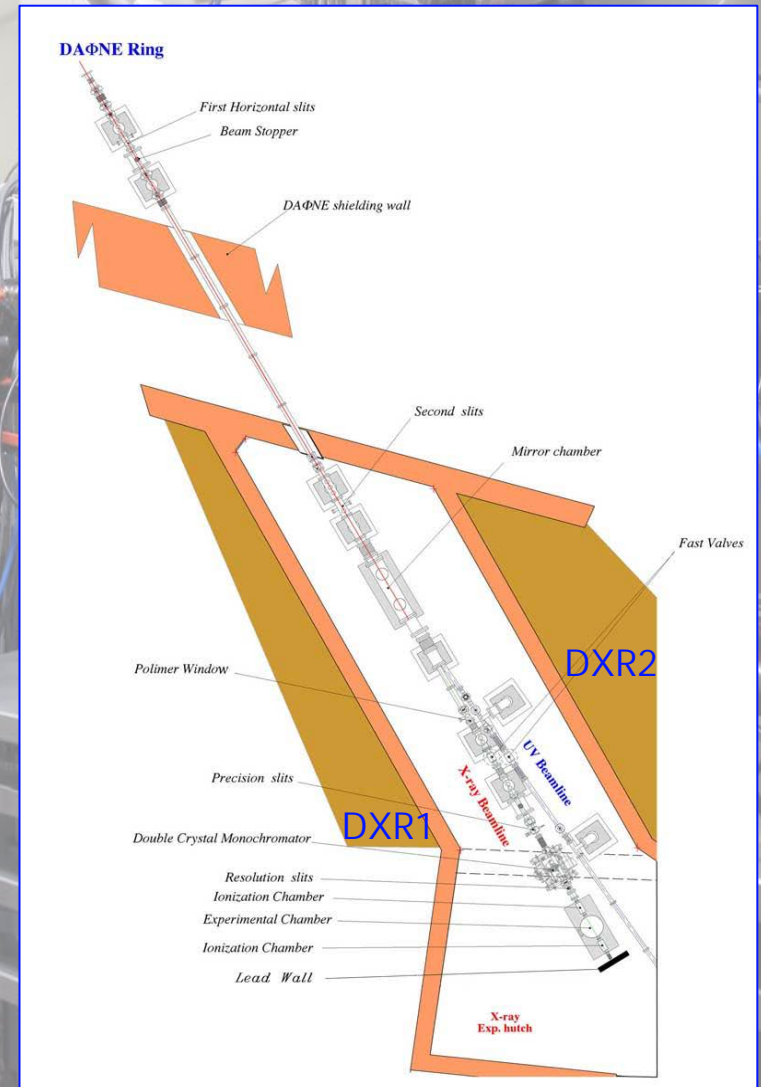 DAΦNE Ring
First Horizontal slits
Beam Stopper
DAΦNE shielding wall
Second slits
Mirror chamber
Fast Valves
DXR2
Polimer Window
UV Beamline
X-ray Beamline
Precision slits
DXR1
Double Crystal Monochromator
Resolution slits
Ionization Chamber
Experimental Chamber
Ionization Chamber
Lead Wall
X-ray
Exp. hutch